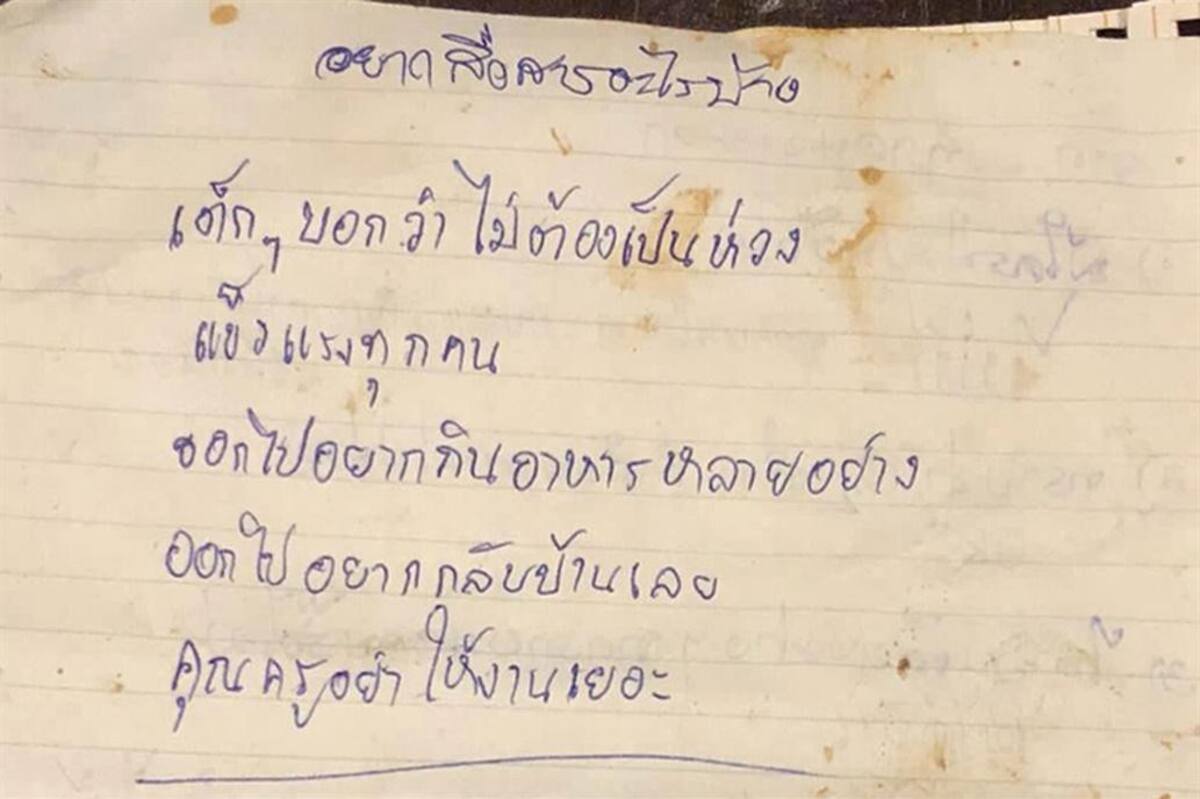 อยากสื่อสารอะไรบ้าง
เด็กๆ บอกว่า ไม่ต้องเป็นห่วง
แข็งแรงทุกคน
ออกไปอยากกินอาหารหลายอย่าง
ออกไปอยากกลับบ้านเลย
คุณครูอย่าให้งานเยอะ